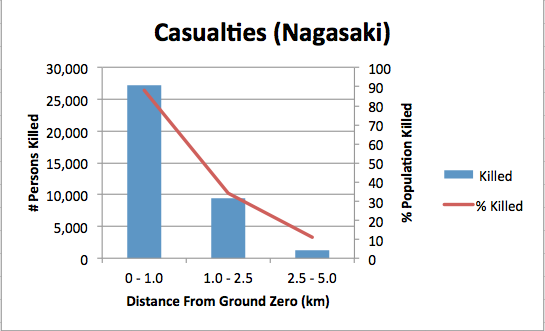 Casualties (Nagasaki)
# Persons Killed
30,000
25,000
20,000
15,000
10,000
5,000
0
100
90
80
70
60
50
40
30
20
10
0
% Population Killed
0 - 1.0
1.0 - 2.5
2.5 - 5.0
Distance From Ground Zero (km)
Killed
% Killed